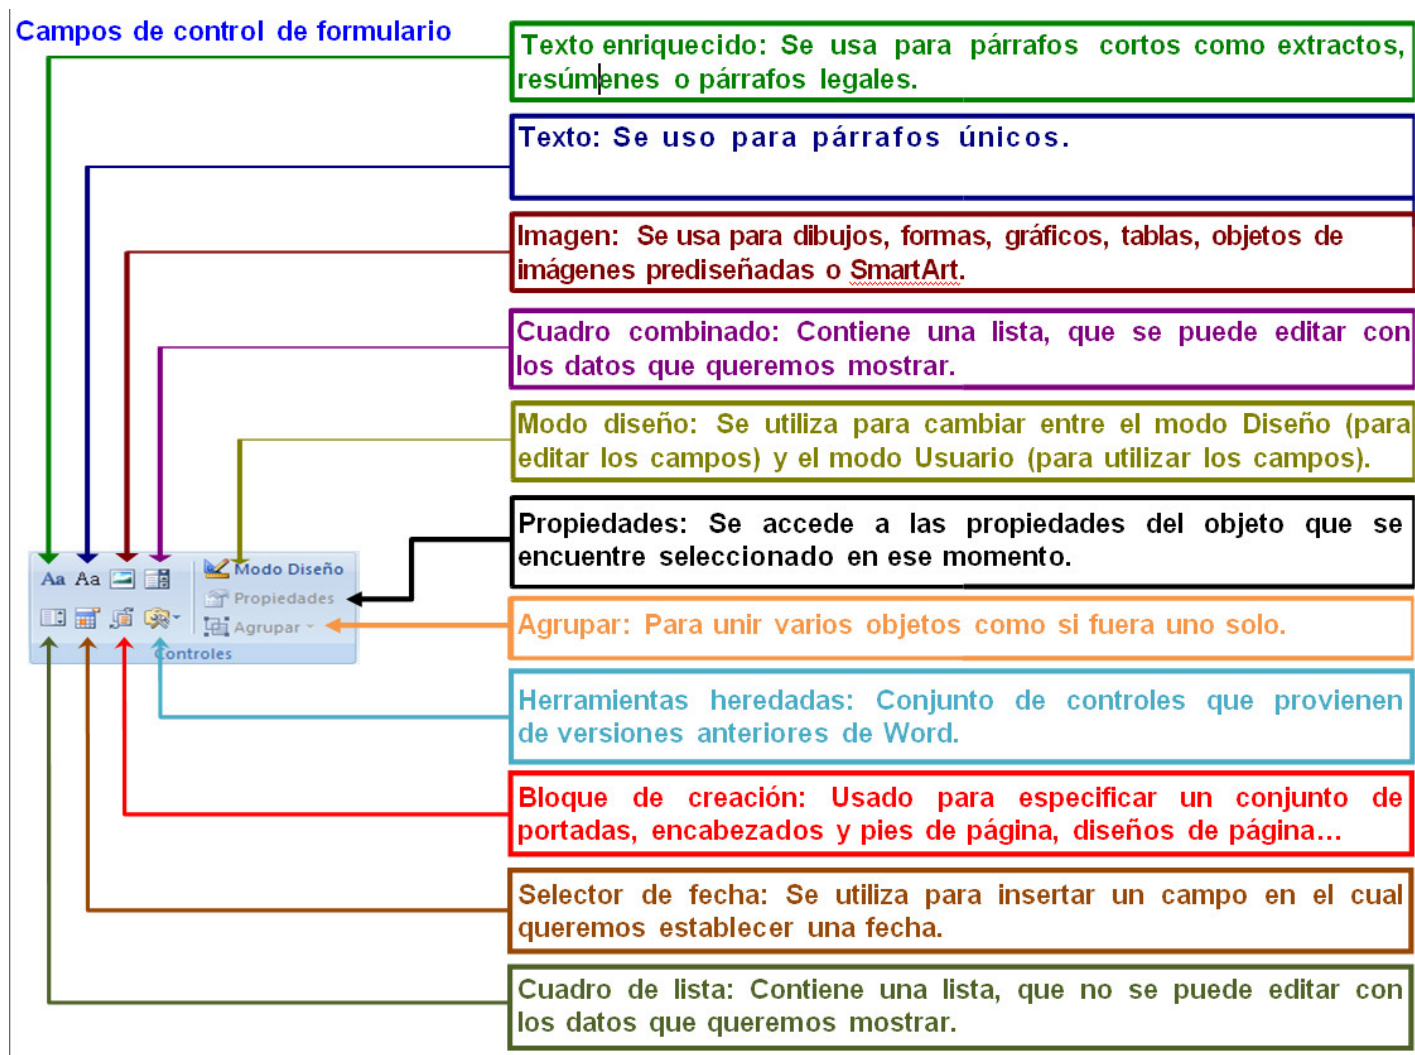 Campos de control de formulario
Texto enriquecido: Se usa para párrafos cortos como extractos,
resúmenes o párrafos legales.
Texto: Se uso para párrafos únicos.
Imagen: Se usa para dibujos, formas, gráficos, tablas, objetos de
imágenes prediseñadas o SmartArt.
Cuadro combinado: Contiene una lista, que se puede editar con
los datos que queremos mostrar.
Modo diseño: Se utiliza para cambiar entre el modo Diseño (para
editar los campos) y el modo Usuario (para utilizar los campos).
Propiedades: Se accede a las propiedades del objeto que se
encuentre seleccionado en ese momento.
Aa Aa Modo Diseño
Propiedades
Agrupar
Controles
Agrupar: Para unir varios objetos como si fuera uno solo.
Herramientas heredadas: Conjunto de controles que provienen
de versiones anteriores de Word.
Bloque de creación: Usado para especificar un conjunto de
portadas, encabezados y pies de página, diseños de página...
Selector de fecha: Se utiliza para insertar un campo en el cual
queremos establecer una fecha.
Cuadro de lista: Contiene una lista, que no se puede editar con
los datos que queremos mostrar.